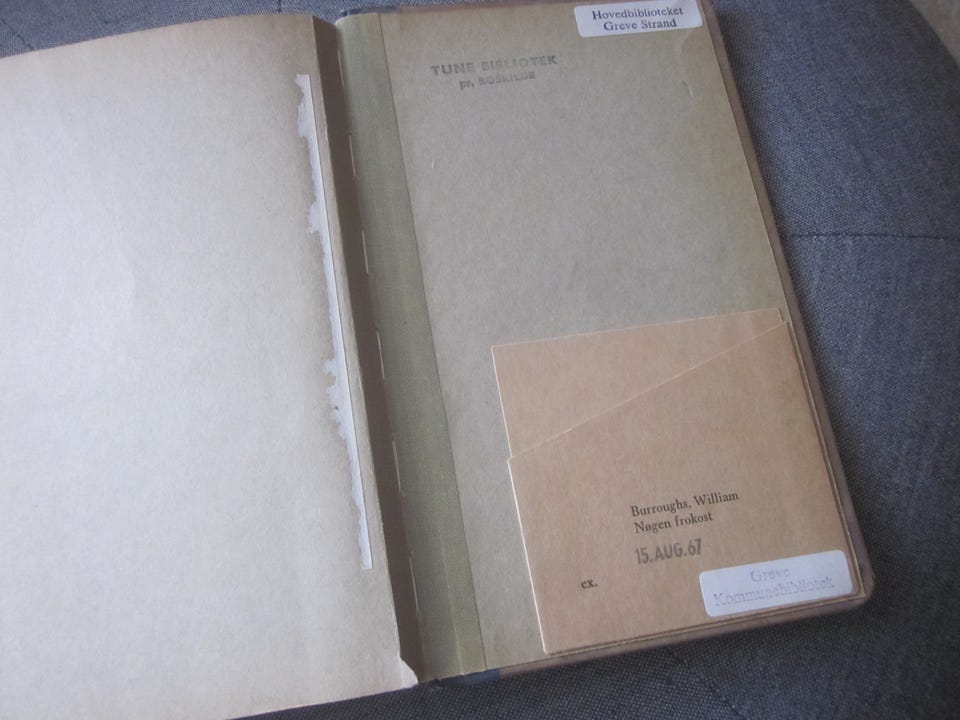 Hovedbiblioteket
Greve Strand
TUNE BIBLIOTEK
pr. ROSKILDE
Burroughs, William
Nøgen frokost
15. AUG. 67
ex.
Greve
Kommunebibliotek